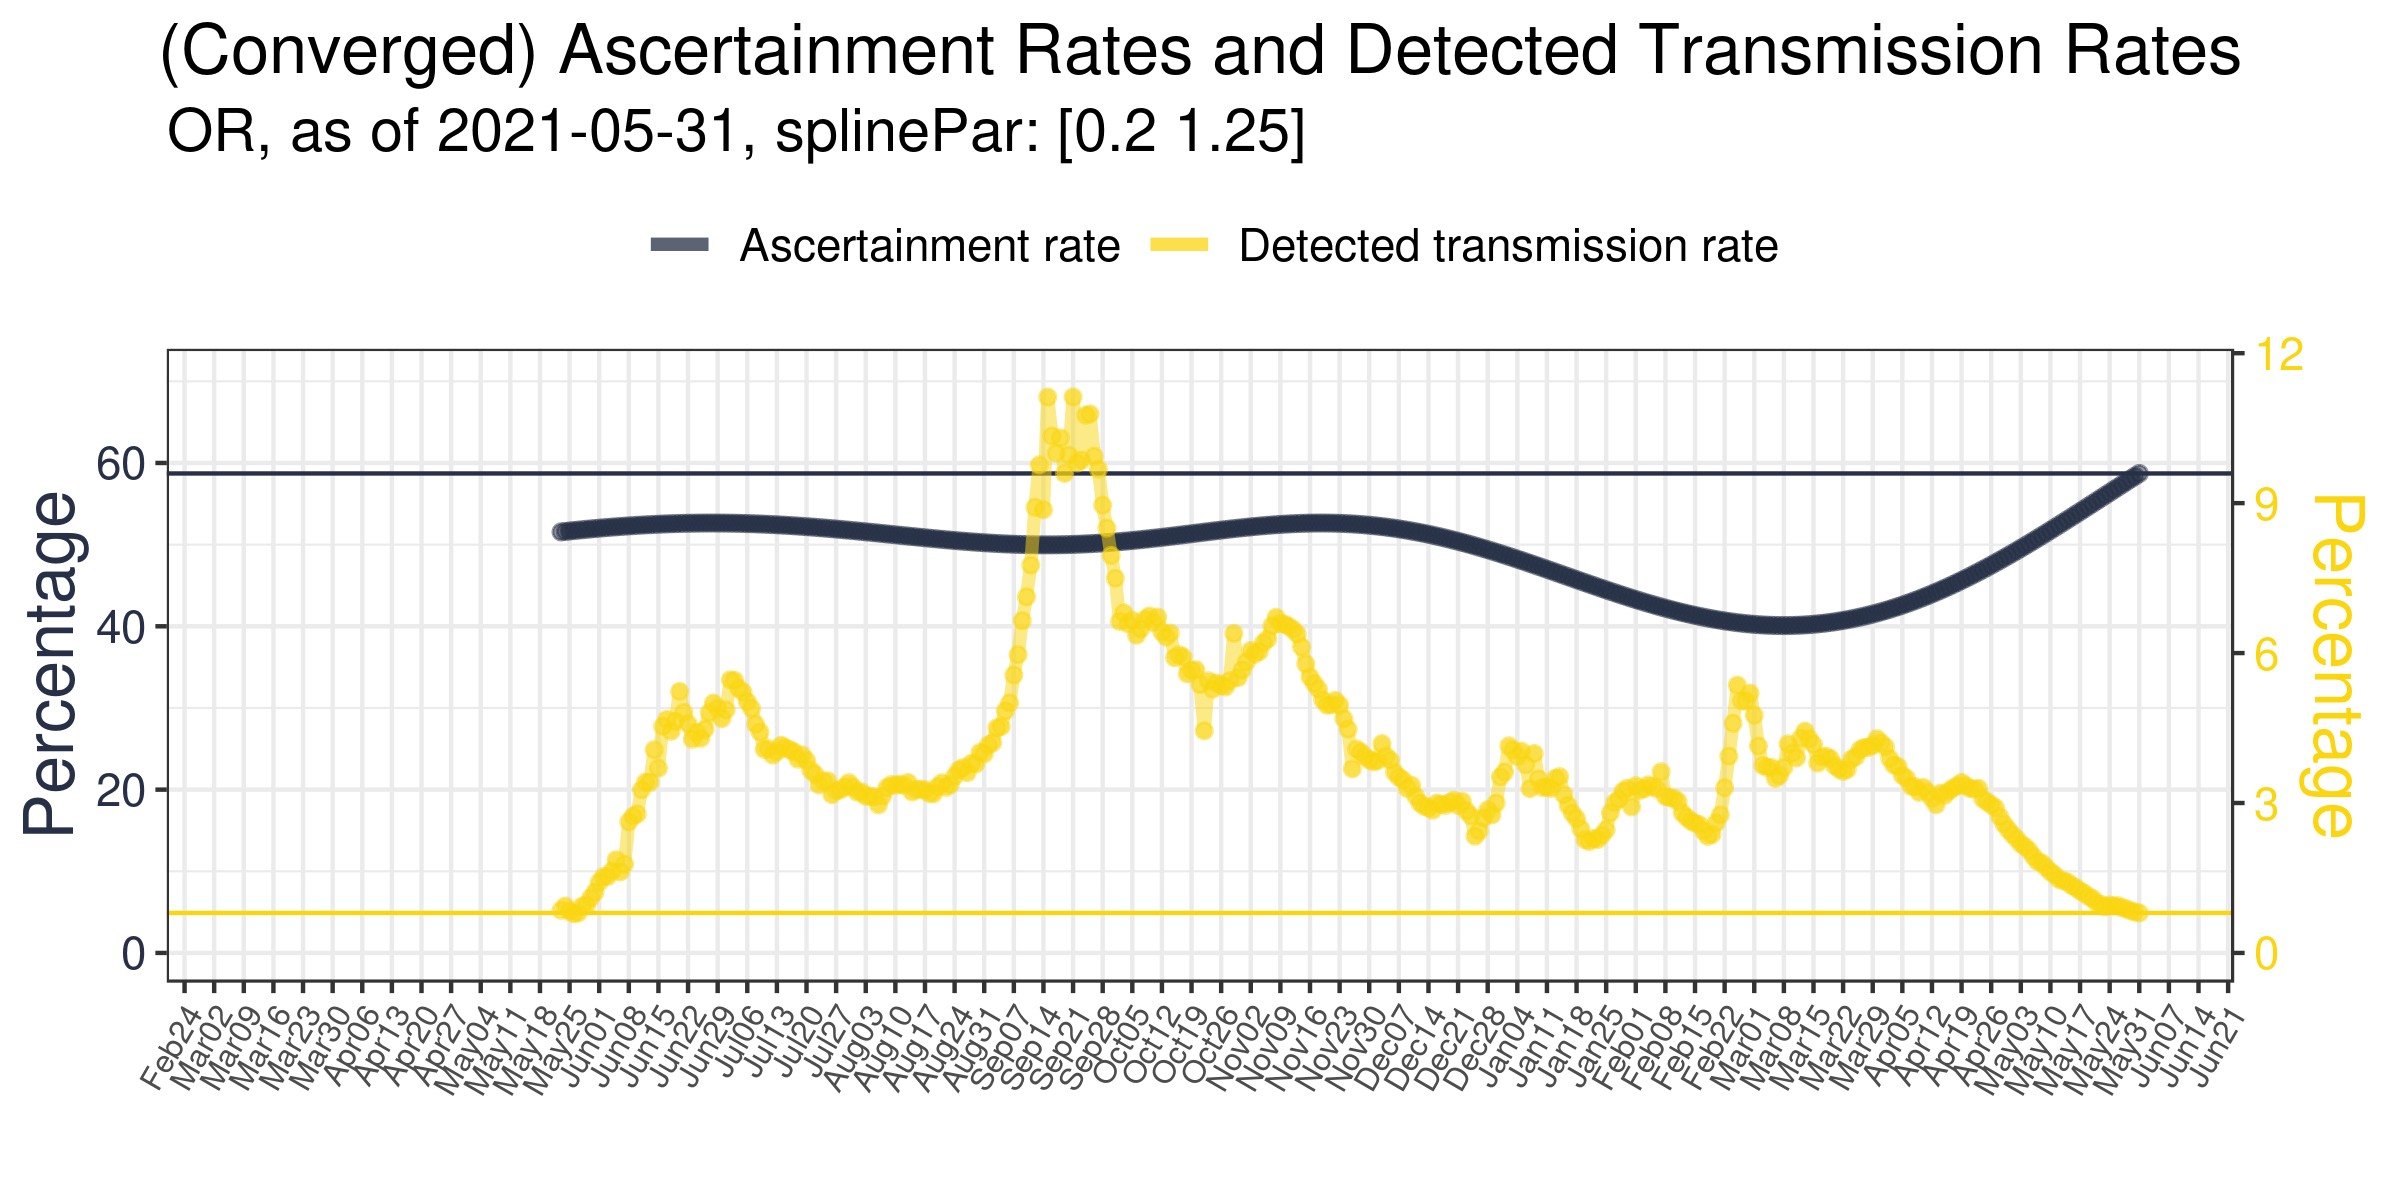 (Converged) Ascertainment Rates and Detected Transmission Rates
OR, as of 2021-05-31, splinePar: [0.2 1.25]
Ascertainment rate
Detected transmission rate
Percentage
60
40
20
0
12
9
6
3
0
Percentage
Feb24
Mar02
Mar09
Mar16
Mar23
Mar30
Apr06
Apr13
Apr20
Apr27
May04
May11
May18
May25
Jun01
Jun08
Jun15
Jun22
Jun29
Jul06
Jul13
Jul20
Jul27
Aug03
Aug10
Aug17
Aug24
Aug31
Sep07
Sep14
Sep21
Sep28
Oct05
Oct12
Oct19
Oct26
Nov02
Nov09
Nov16
Nov23
Nov30
Dec07
Dec14
Dec21
Dec28
Jan04
Jan11
Jan18
Jan25
Feb01
Feb08
Feb15
Feb22
Mar01
Mar08
Mar15
Mar22
Mar29
Apr05
Apr12
Apr19
Apr26
May03
May10
May17
May24
May31
Jun07
Jun14
Jun21